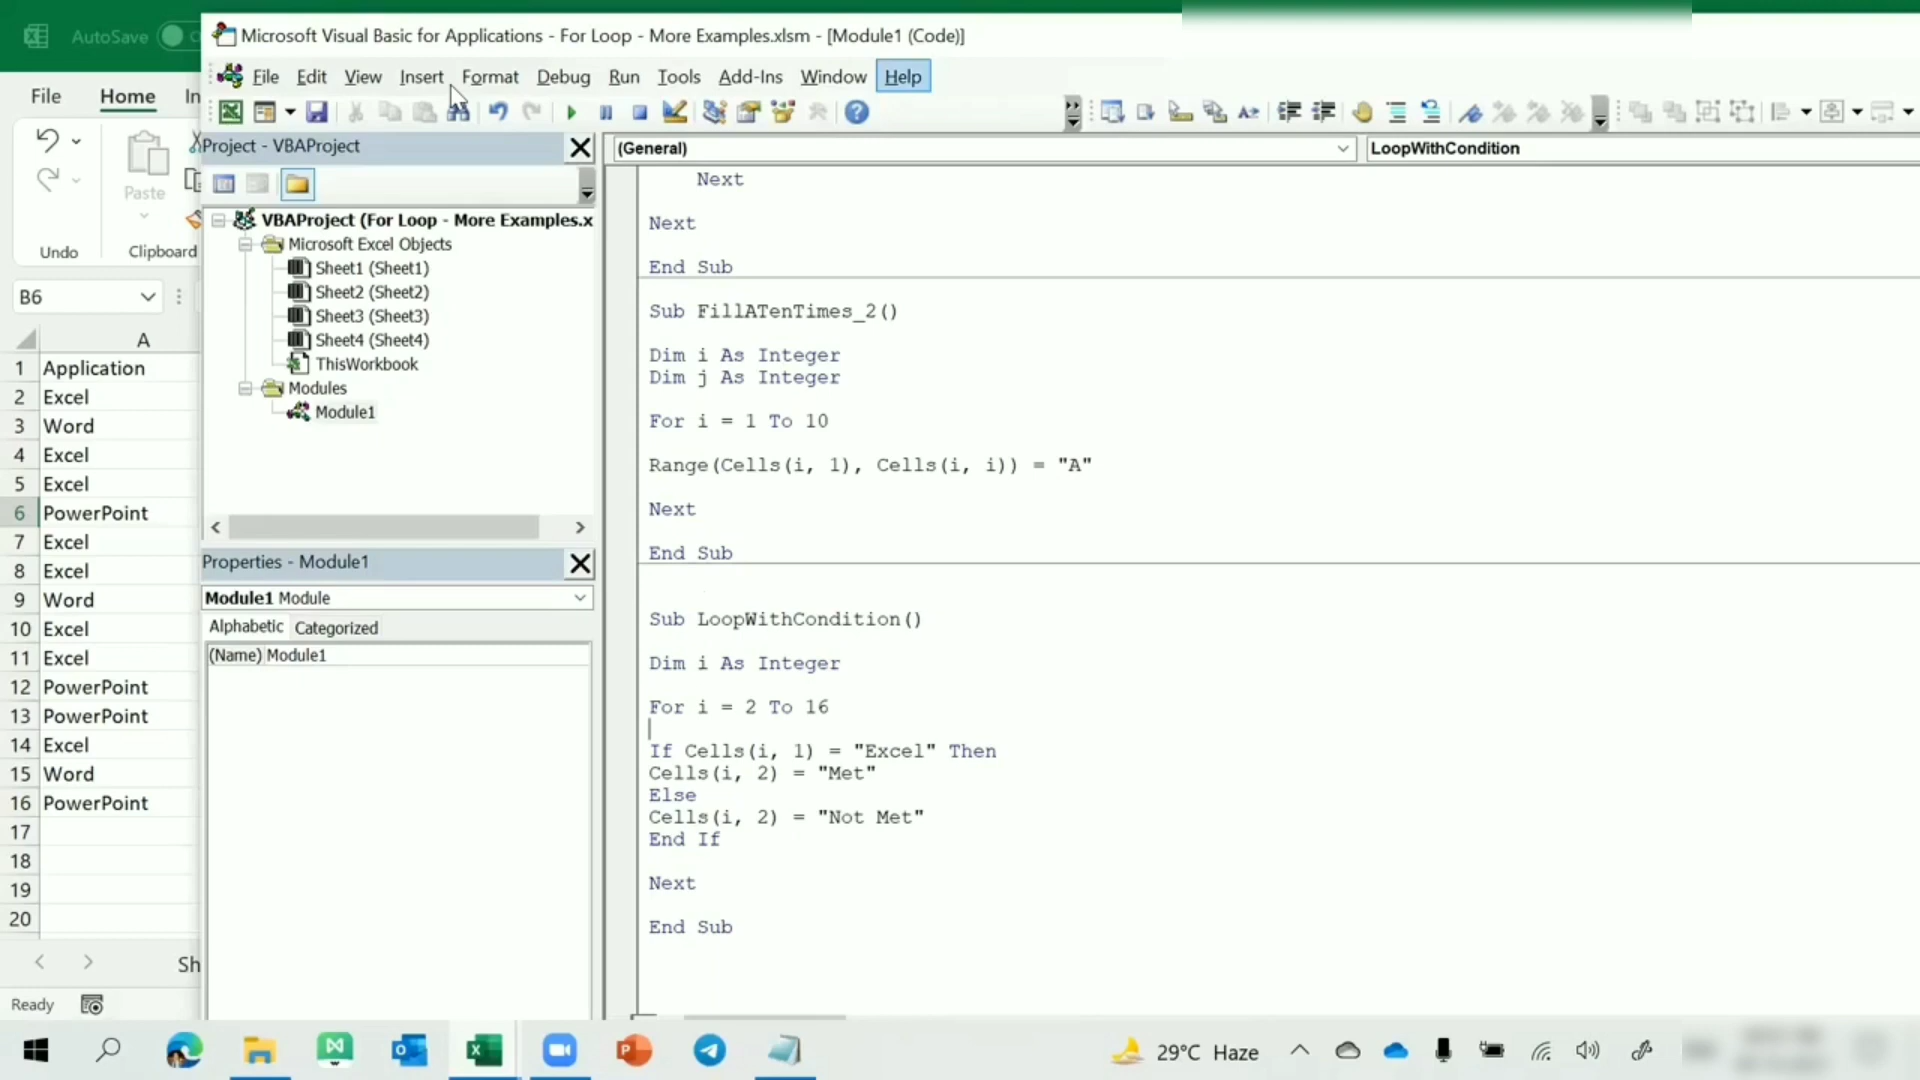 AutoSave
Microsoft Visual Basic for Applications - For Loop - More Examples.xlsm - [Module1 (Code)]
File Edit View Insert Format Debug Run Tools Add-Ins Window Help
File Home In
Paste
Undo Clipboard
B6
A
1 Application
2 Excel
3 Word
4 Excel
5 Excel
6 PowerPoint
7 Excel
8 Excel
9 Word
10 Excel
11 Excel
12 PowerPoint
13 PowerPoint
14 Excel
15 Word
16 PowerPoint
17
18
19
20
Sh
Ready
Project - VBAProject
VBAProject (For Loop - More Examples.x
Microsoft Excel Objects
Sheet1 (Sheet1)
Sheet2 (Sheet2)
Sheet3 (Sheet3)
Sheet4 (Sheet4)
ThisWorkbook
Modules
Module1
Properties - Module1
Module1 Module
Alphabetic Categorized
(Name) Module1
(General) LoopWithCondition
Next
Next
End Sub
Sub FillATenTimes_2()
Dim i As Integer
Dim j As Integer
For i = 1 To 10
Range(Cells(i, 1), Cells(i, i)) = "A"
Next
End Sub
Sub LoopWithCondition()
Dim i As Integer
For i = 2 To 16
If Cells(i, 1) = "Excel" Then
Cells(i, 2) = "Met"
Else
Cells(i, 2) = "Not Met"
End If
Next
End Sub
29°C Haze